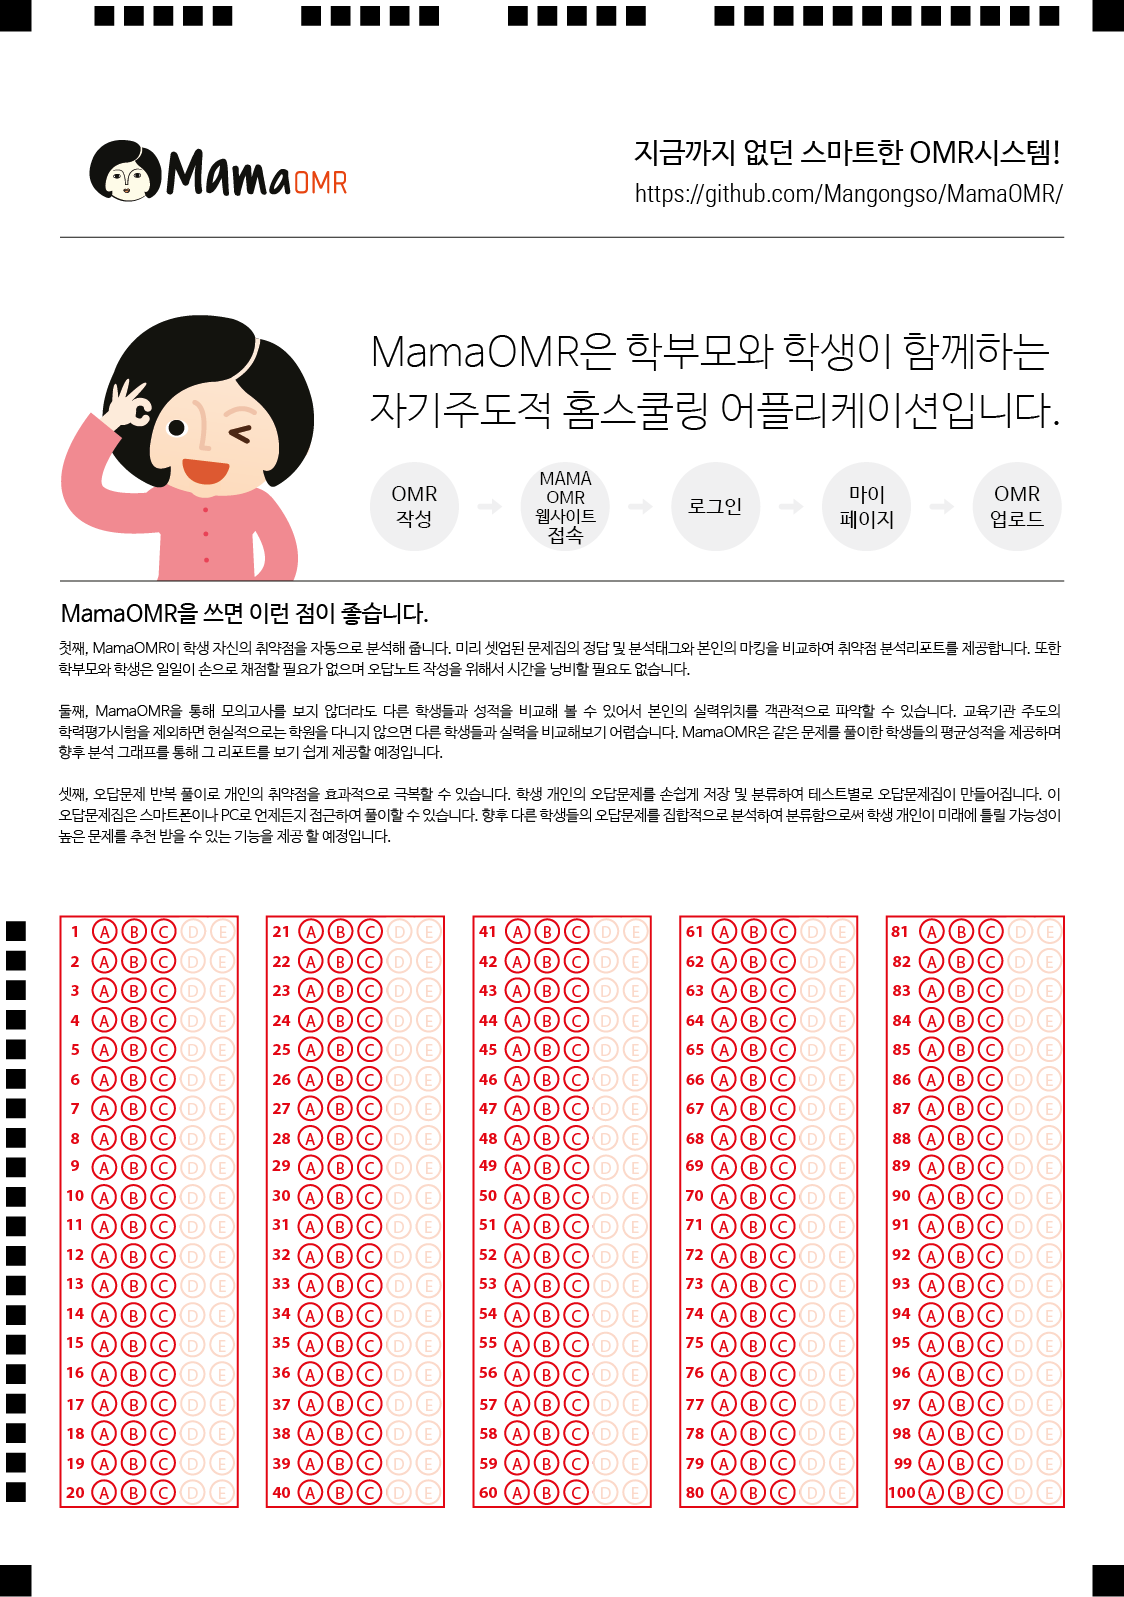 MamaOMR
지금까지 없던 스마트한 OMR시스템!
https://github.com/Mangongso/MamaOMR/
MamaOMR은 학부모와 학생이 함께하는
자기주도적 홈스쿨링 어플리케이션입니다.
OMR
작성
MAMA
OMR
웹사이트
접속
로그인
마이
페이지
OMR
업로드
MamaOMR을 쓰면 이런 점이 좋습니다.
첫째, MamaOMR이 학생 자신의 취약점을 자동으로 분석해 줍니다. 미리 셋업된 문제집의 정답 및 분석태그와 본인의 마킹을 비교하여 취약점 분석리포트를 제공합니다. 또한
학부모와 학생은 일일이 손으로 채점할 필요가 없으며 오답노트 작성을 위해서 시간을 낭비할 필요도 없습니다.
둘째, MamaOMR을 통해 모의고사를 보지 않더라도 다른 학생들과 성적을 비교해 볼 수 있어서 본인의 실력위치를 객관적으로 파악할 수 있습니다. 교육기관 주도의
학력평가시험을 제외하면 현실적으로는 학원을 다니지 않으면 다른 학생들과 실력을 비교해보기 어렵습니다. MamaOMR은 같은 문제를 풀이한 학생들의 평균성적을 제공하며
향후 분석 그래프를 통해 그 리포트를 보기 쉽게 제공할 예정입니다.
셋째, 오답문제 반복 풀이로 개인의 취약점을 효과적으로 극복할 수 있습니다. 학생 개인의 오답문제를 손쉽게 저장 및 분류하여 테스트별로 오답문제집이 만들어집니다. 이
오답문제집은 스마트폰이나 PC로 언제든지 접근하여 풀이할 수 있습니다. 향후 다른 학생들의 오답문제를 집합적으로 분석하여 분류함으로써 학생 개인이 미래에 틀릴 가능성이
높은 문제를 추천 받을 수 있는 기능을 제공 할 예정입니다.
1 A B C D E 21 A B C D E 41 A B C D E 61 A B C D E 81 A B C D E
2 A B C D E 22 A B C D E 42 A B C D E 62 A B C D E 82 A B C D E
3 A B C D E 23 A B C D E 43 A B C D E 63 A B C D E 83 A B C D E
4 A B C D E 24 A B C D E 44 A B C D E 64 A B C D E 84 A B C D E
5 A B C D E 25 A B C D E 45 A B C D E 65 A B C D E 85 A B C D E
6 A B C D E 26 A B C D E 46 A B C D E 66 A B C D E 86 A B C D E
7 A B C D E 27 A B C D E 47 A B C D E 67 A B C D E 87 A B C D E
8 A B C D E 28 A B C D E 48 A B C D E 68 A B C D E 88 A B C D E
9 A B C D E 29 A B C D E 49 A B C D E 69 A B C D E 89 A B C D E
10 A B C D E 30 A B C D E 50 A B C D E 70 A B C D E 90 A B C D E
11 A B C D E 31 A B C D E 51 A B C D E 71 A B C D E 91 A B C D E
12 A B C D E 32 A B C D E 52 A B C D E 72 A B C D E 92 A B C D E
13 A B C D E 33 A B C D E 53 A B C D E 73 A B C D E 93 A B C D E
14 A B C D E 34 A B C D E 54 A B C D E 74 A B C D E 94 A B C D E
15 A B C D E 35 A B C D E 55 A B C D E 75 A B C D E 95 A B C D E
16 A B C D E 36 A B C D E 56 A B C D E 76 A B C D E 96 A B C D E
17 A B C D E 37 A B C D E 57 A B C D E 77 A B C D E 97 A B C D E
18 A B C D E 38 A B C D E 58 A B C D E 78 A B C D E 98 A B C D E
19 A B C D E 39 A B C D E 59 A B C D E 79 A B C D E 99 A B C D E
20 A B C D E 40 A B C D E 60 A B C D E 80 A B C D E 100 A B C D E